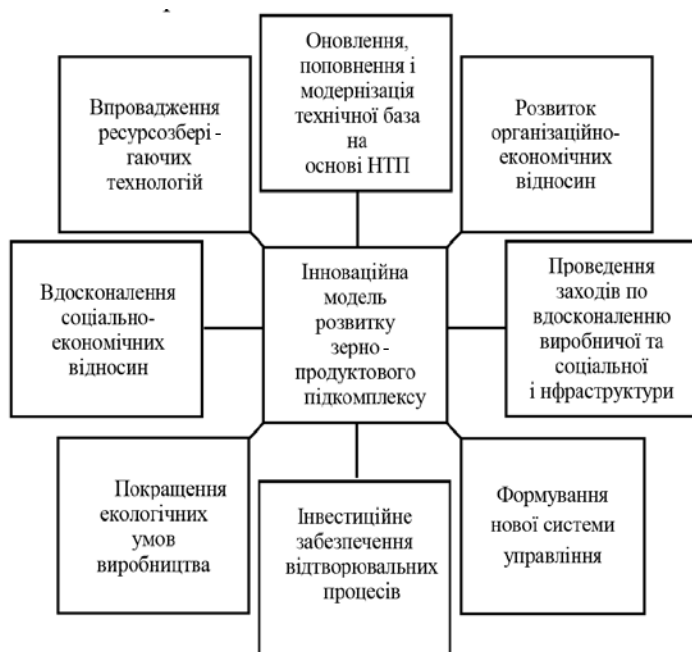 Оновлення,
поповнення і
модернізація
технічної база
на
основі НТП
Впровадження
ресурсозбері -
гаючих
технологій
Розвиток
організаційно-
економічних
відносин
Вдосконалення
соціально-
економічних
відносин
Інноваційна
модель
розвитку
зерно -
продуктового
підкомплексу
Проведення
заходів по
вдосконаленню
виробничої та
соціальної
і нфраструктури
Покращення
екологічних
умов
виробництва
Інвестиційне
забезпечення
відтворювальних
процесів
Формування
нової системи
управління